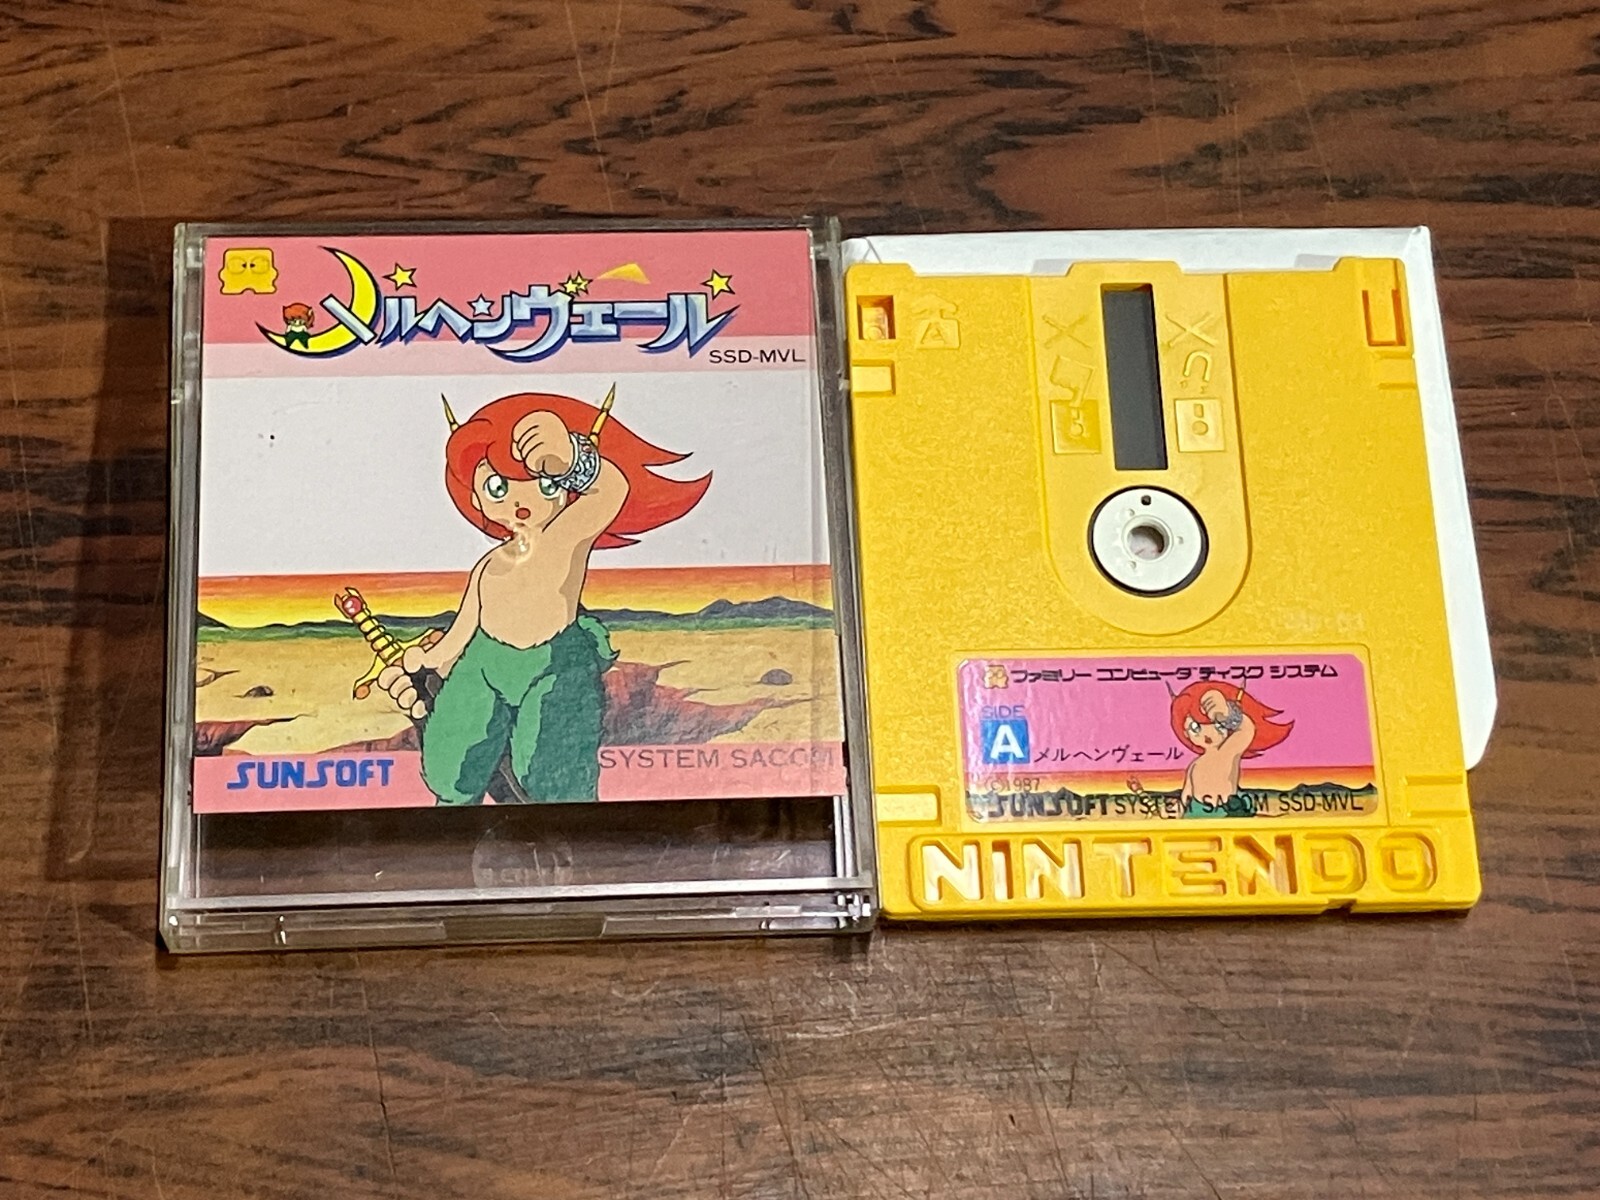 メルヘンヴェール
SSD-MVL
SUNSOFT
SYSTEM SACOM
A
ファミリー コンピュータ ディスク システム
SIDE
A
メルヘンヴェール
©1987
SUNSOFT SYSTEM SACOM SSD-MVL
NINTENDO